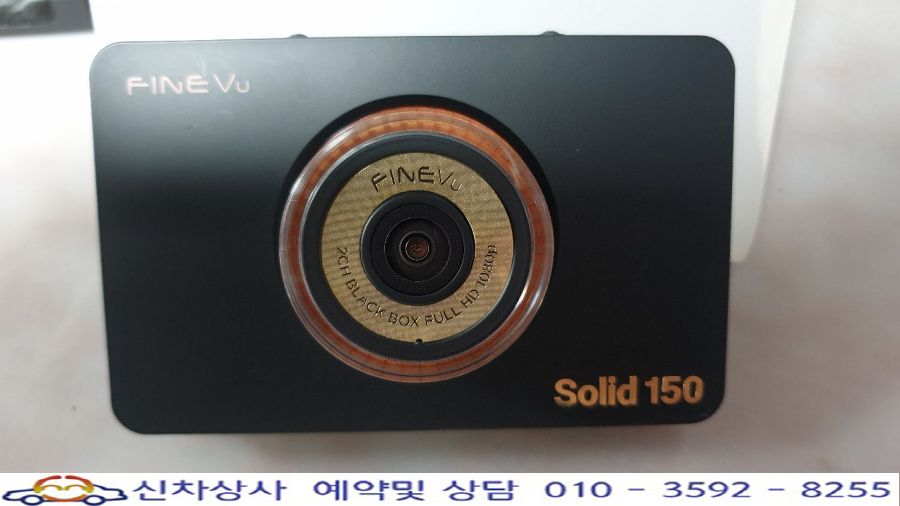 FINEVu
FINEVu
2CH BLACK BOX FULL HD 1080p
Solid 150
신차상사 예약및 상담 010 - 3592 - 8255